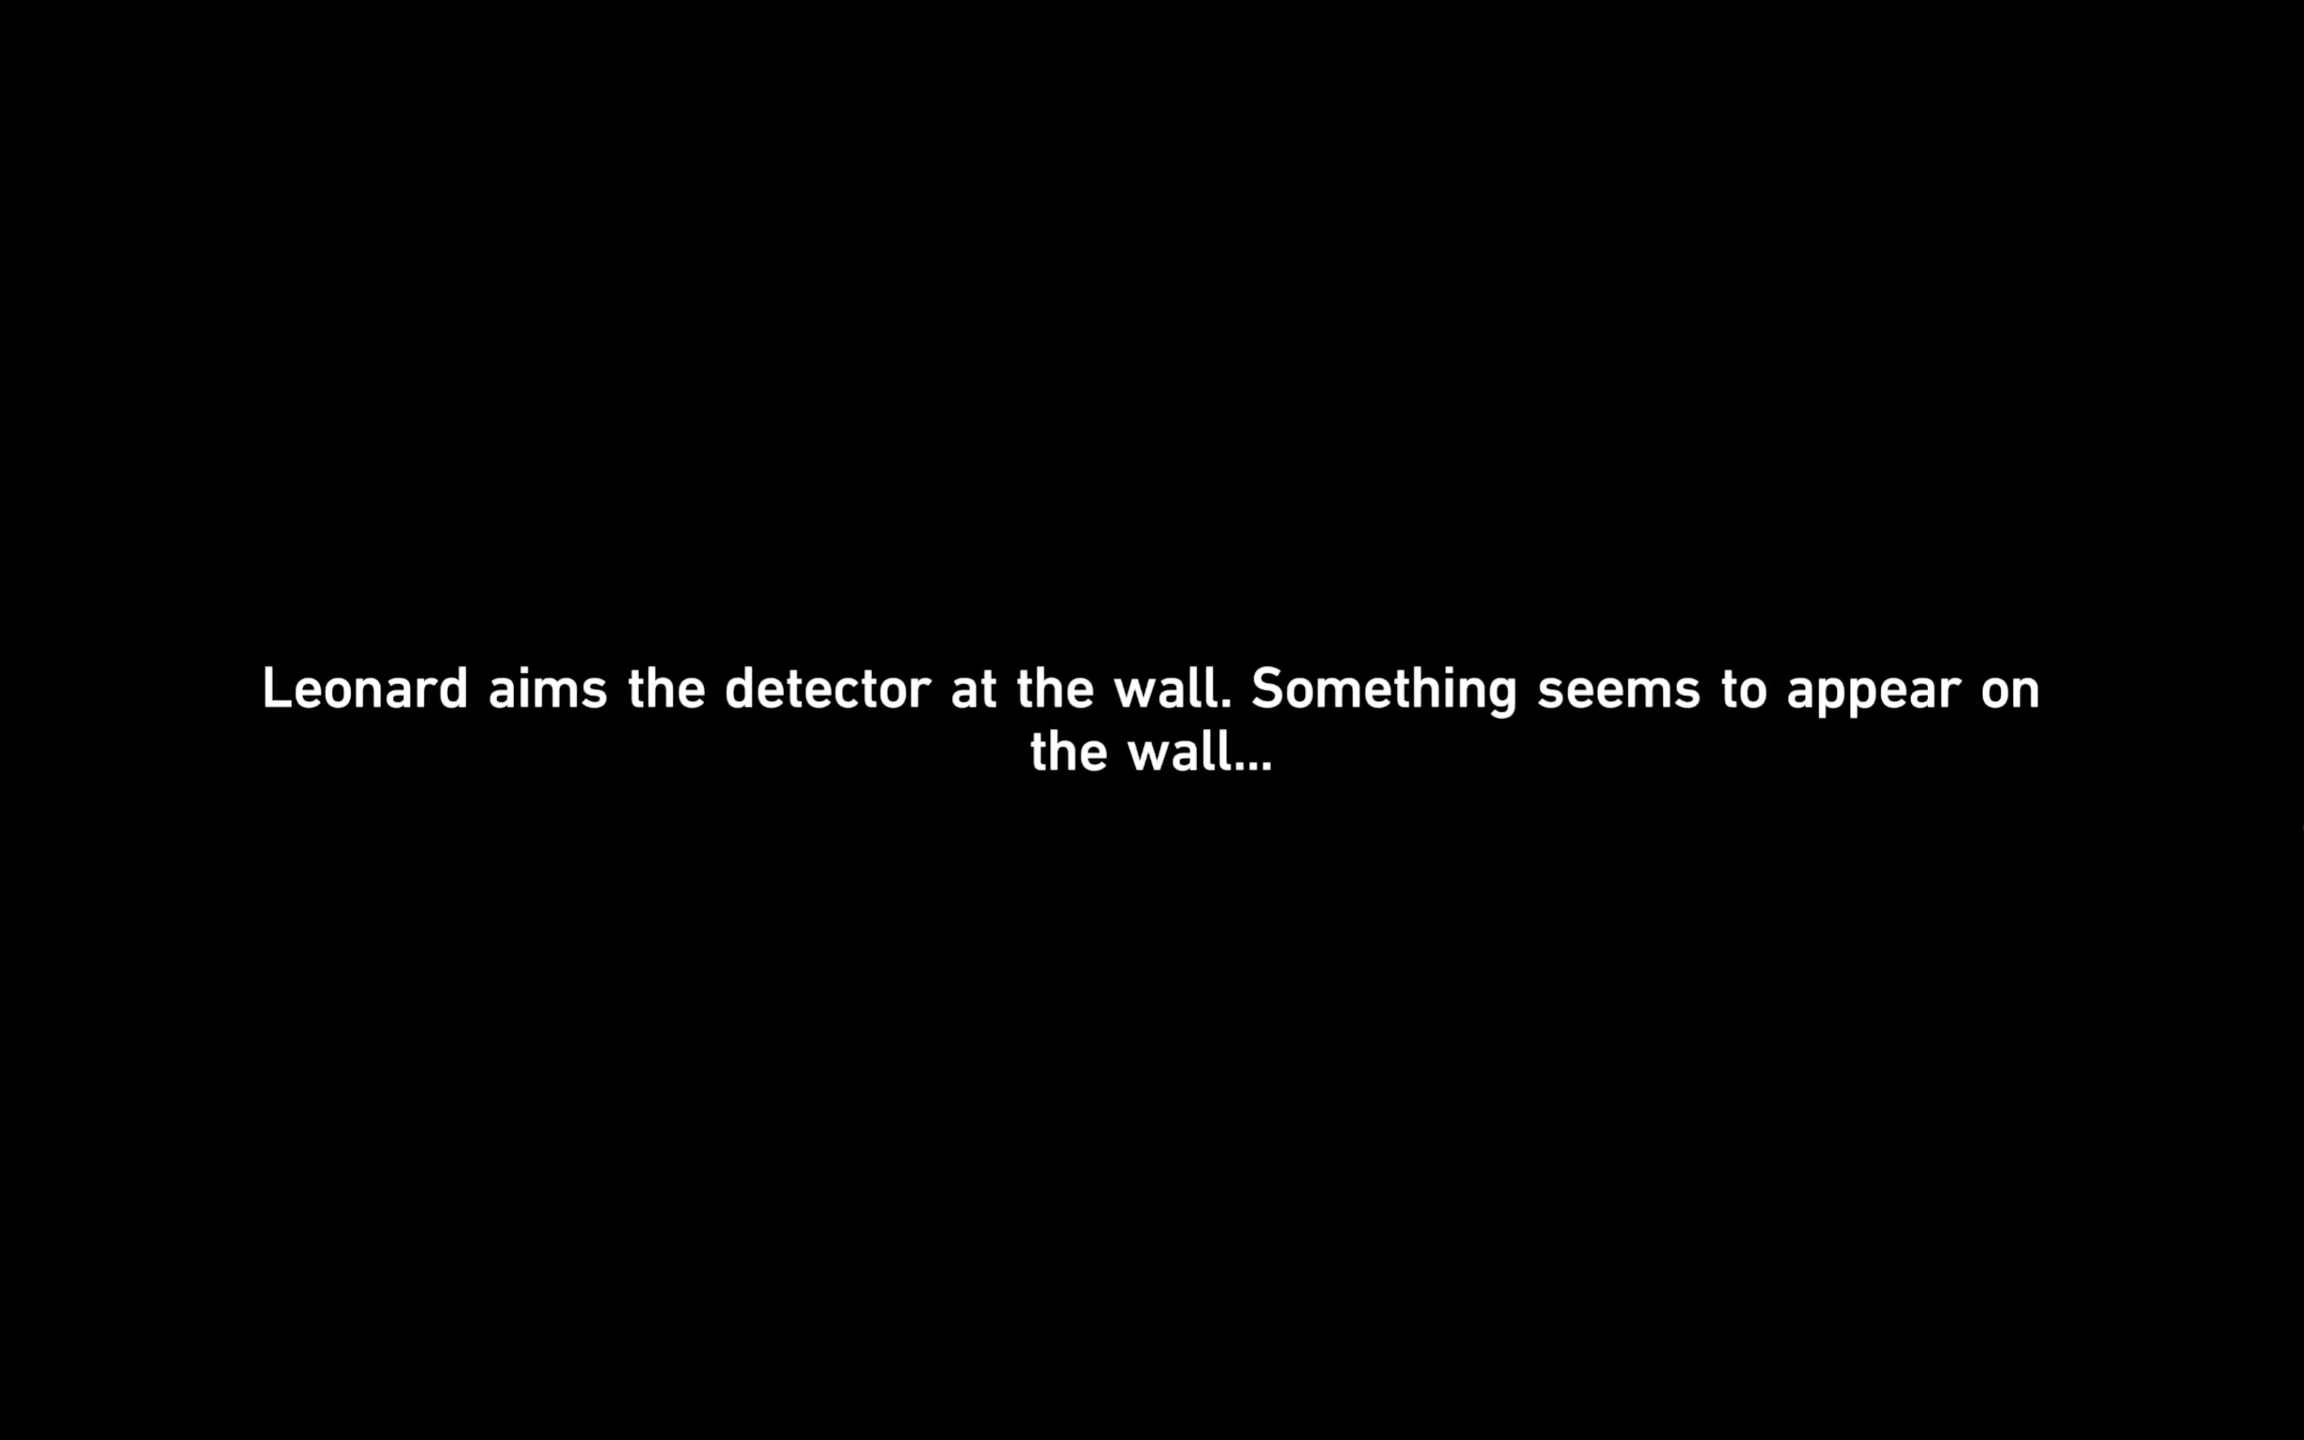 Leonard aims the detector at the wall. Something seems to appear on
the wall...